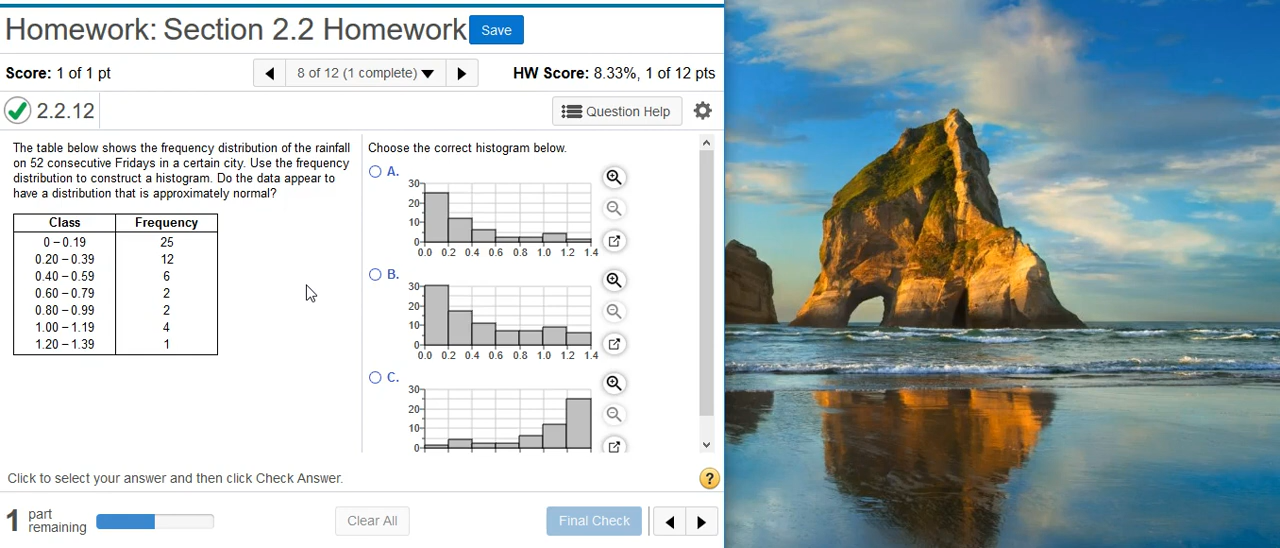 Homework: Section 2.2 Homework Save
Score: 1 of 1 pt
8 of 12 (1 complete)
HW Score: 8.33%, 1 of 12 pts
2.2.12
Question Help
The table below shows the frequency distribution of the rainfall
on 52 consecutive Fridays in a certain city. Use the frequency
distribution to construct a histogram. Do the data appear to
have a distribution that is approximately normal?
Class Frequency
0 – 0.19 25
0.20 – 0.39 12
0.40 – 0.59 6
0.60 – 0.79 2
0.80 – 0.99 2
1.00 – 1.19 4
1.20 – 1.39 1
Choose the correct histogram below.
A.
30
20
10
0
0.0 0.2 0.4 0.6 0.8 1.0 1.2 1.4
B.
30
20
10
0
0.0 0.2 0.4 0.6 0.8 1.0 1.2 1.4
C.
30
20
10
0
Click to select your answer and then click Check Answer.
?
1 part
remaining
Clear All
Final Check